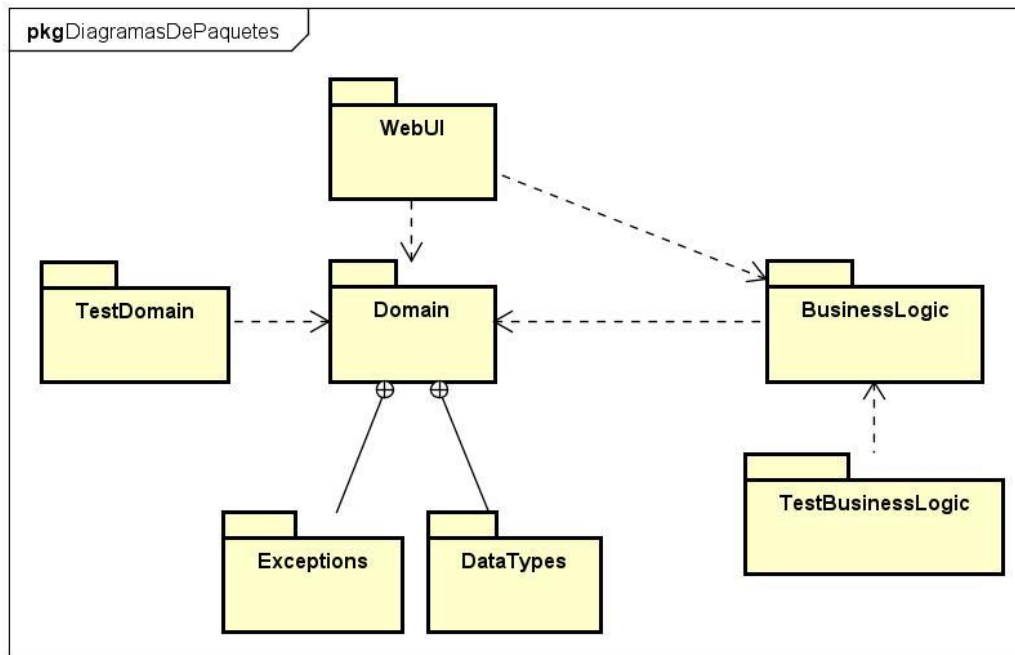 pkgDiagramasDePaquetes
WebUI
TestDomain
Domain
BusinessLogic
TestBusinessLogic
Exceptions
DataTypes